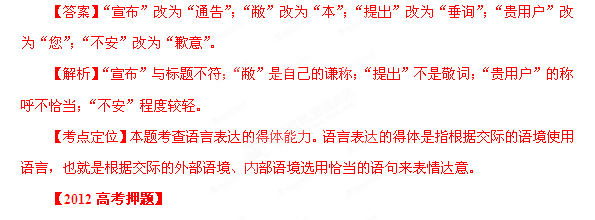 【答案】“宣布”改为“通告”；“敝”改为“本”；“提出”改为“垂询”；“贵用户”改
为“您”；“不安”改为“歉意”。
【解析】“宣布”与标题不符；“敝”是自己的谦称；“提出”不是敬词；“贵用户”的称
呼不恰当；“不安”程度较轻。
【考点定位】本题考查语言表达的得体能力。语言表达的得体是指根据交际的语境使用
语言，也就是根据交际的外部语境、内部语境选用恰当的语句来表情达意。
【2012 高考押题】